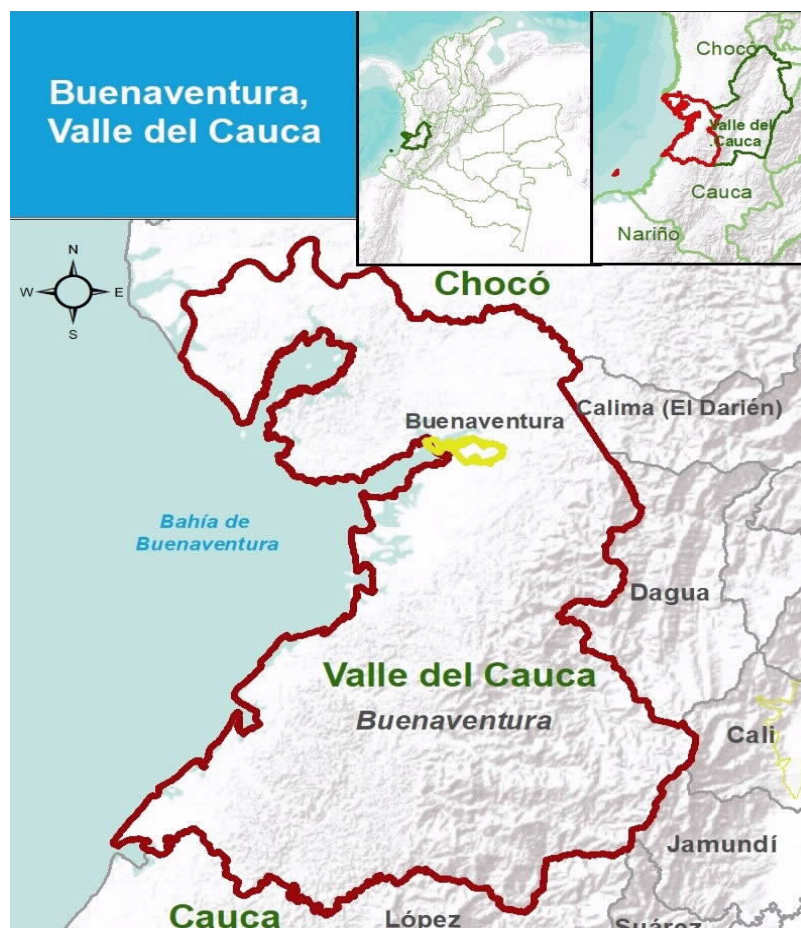 Buenaventura,
Valle del Cauca
Chocó
Valle del
Cauca
Cauca
Nariño
N
W
E
S
Chocó
Calima (El Darién)
Buenaventura
Bahía de
Buenaventura
Dagua
Valle del Cauca
Buenaventura
Cali
Jamundí
Cauca
López
Suárez